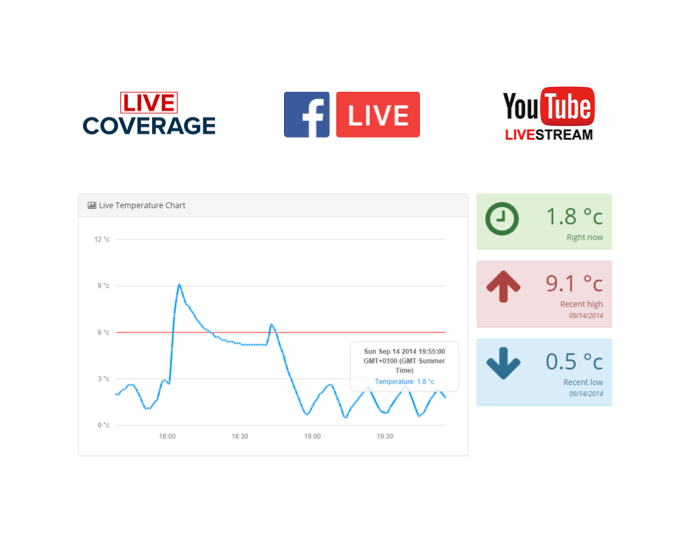 LIVE
COVERAGE
f LIVE
YouTube
LIVESTREAM
Live Temperature Chart
12 °c
9 °c
6 °c
3 °c
0 °c
18:00 18:30 19:00 19:30
Sun Sep 14 2014 19:55:00
GMT+0100 (GMT Summer
Time)
Temperature: 1.8 °c
1.8 °c
Right now
9.1 °c
Recent high
09/14/2014
0.5 °c
Recent low
09/14/2014